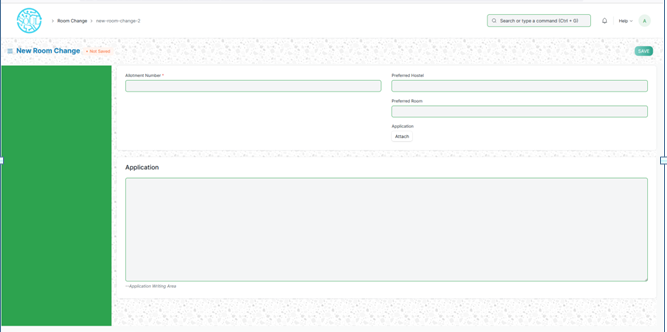 Room Change > new-room-change-2
Search or type a command (Ctrl + G)
Help
A
New Room Change
• Not Saved
SAVE
Allotment Number *
Preferred Hostel
Preferred Room
Application
Attach
Application
--Application Writing Area